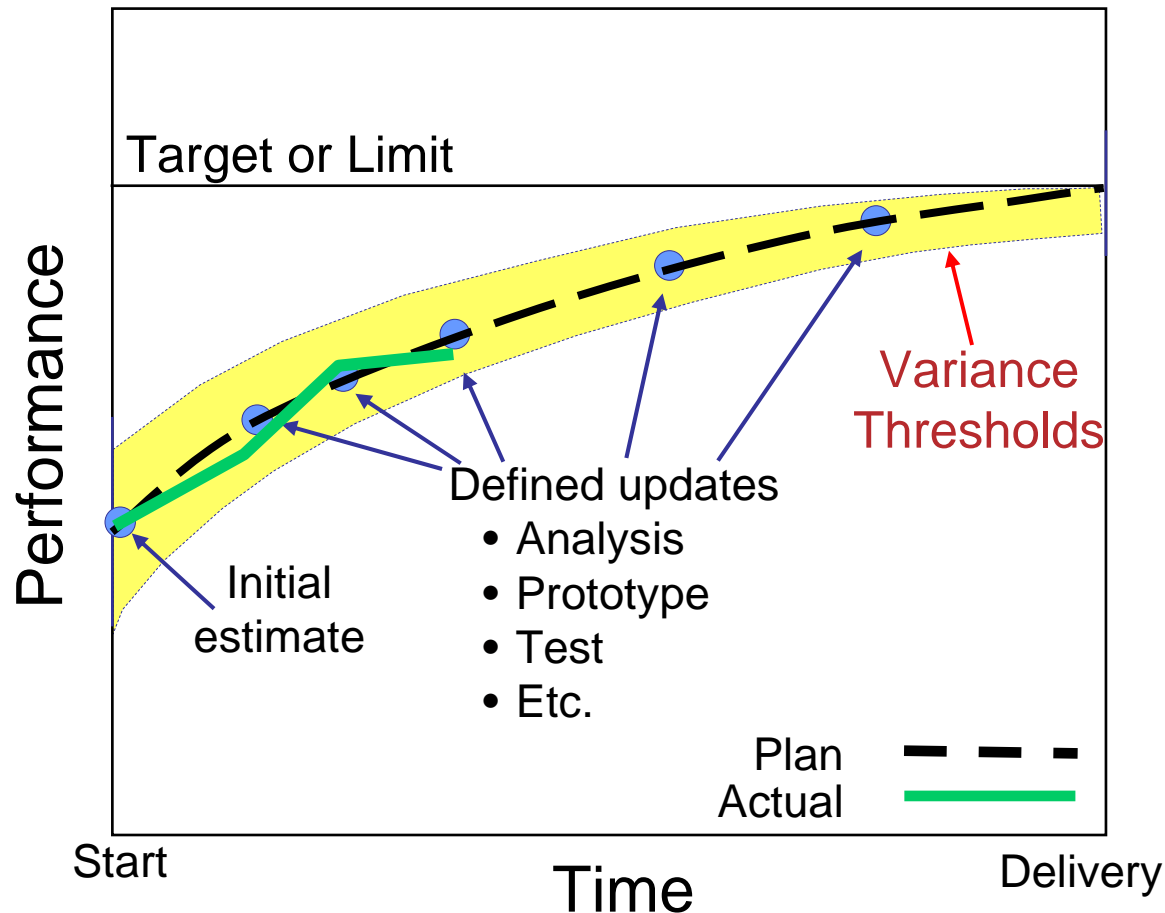 Target or Limit
Performance
Variance
Thresholds
Defined updates
• Analysis
• Prototype
• Test
• Etc.
Initial
estimate
Plan
Actual
Start
Time
Delivery